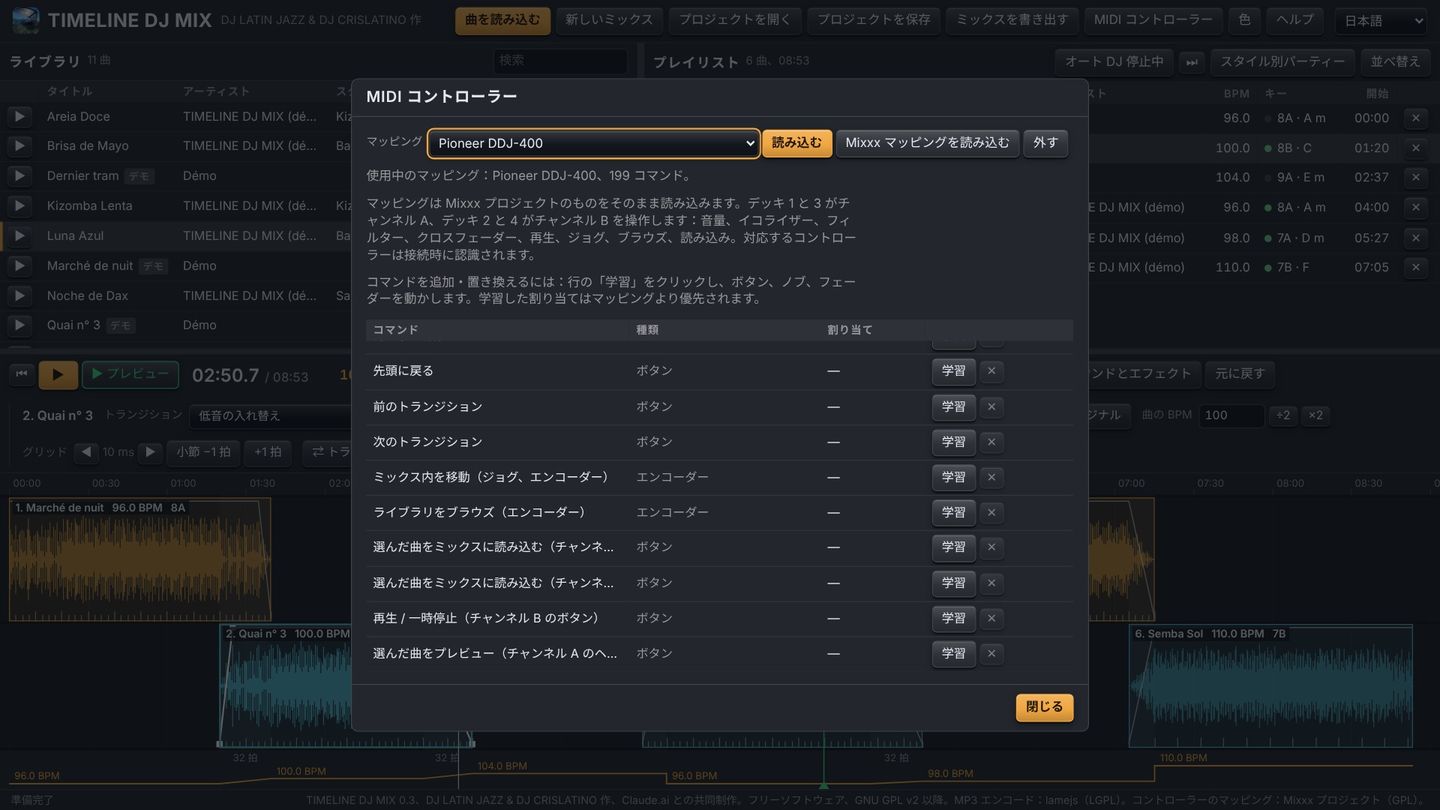 TIMELINE DJ MIX DJ LATIN JAZZ & DJ CRISLATINO 作 曲を読み込む 新しいミックス プロジェクトを開く プロジェクトを保存 ミックスを書き出す MIDI コントローラー 色 ヘルプ 日本語
ライブラリ 11 曲 検索 プレイリスト 6 曲、08:53 オート DJ 停止中 スタイル別パーティー 並べ替え
タイトル アーティスト BPM キー 開始
Areia Doce TIMELINE DJ MIX (dé... 96.0 8A · A m 00:00
Brisa de Mayo TIMELINE DJ MIX (dé... 100.0 8B · C 01:20
Dernier tram デモ Démo 104.0 9A · E m 02:37
Kizomba Lenta TIMELINE DJ MIX (dé... E DJ MIX (démo) 96.0 8A · A m 04:00
Luna Azul TIMELINE DJ MIX (dé... E DJ MIX (démo) 98.0 7A · D m 05:27
Marché de nuit デモ Démo E DJ MIX (démo) 110.0 7B · F 07:05
Noche de Dax TIMELINE DJ MIX (dé...
Quai n° 3 デモ Démo
MIDI コントローラー
マッピング Pioneer DDJ-400 読み込む Mixxx マッピングを読み込む 外す
使用中のマッピング：Pioneer DDJ-400、199 コマンド。
マッピングは Mixxx プロジェクトのものをそのまま読み込みます。デッキ 1 と 3 がチ
ャンネル A、デッキ 2 と 4 がチャンネル B を操作します：音量、イコライザー、フィ
ルター、クロスフェーダー、再生、ジョグ、ブラウズ、読み込み。対応するコントロー
ラーは接続時に認識されます。
コマンドを追加・置き換えるには：行の「学習」をクリックし、ボタン、ノブ、フェー
ダーを動かします。学習した割り当てはマッピングより優先されます。
コマンド 種類 割り当て
先頭に戻る ボタン — 学習 ×
前のトランジション ボタン — 学習 ×
次のトランジション ボタン — 学習 ×
ミックス内を移動（ジョグ、エンコーダー） エンコーダー — 学習 ×
ライブラリをブラウズ（エンコーダー） エンコーダー — 学習 ×
選んだ曲をミックスに読み込む（チャンネ... ボタン — 学習 ×
選んだ曲をミックスに読み込む（チャンネ... ボタン — 学習 ×
再生 / 一時停止（チャンネル B のボタン） ボタン — 学習 ×
選んだ曲をプレビュー（チャンネル A のヘ... ボタン — 学習 ×
閉じる
プレビュー 02:50.7 / 08:53 ンドとエフェクト 元に戻す
2. Quai n° 3 トランジション 低音の入れ替え ジナル 曲の BPM 100 ÷2 ×2
グリッド 10 ms 小節 −1 拍 +1 拍 ⇄ トラ
00:00 00:30 01:00 01:30 02:0 07:00 07:30 08:00 08:30
1. Marché de nuit 96.0 BPM 8A
2. Quai n° 3 100.0 BPM 6. Semba Sol 110.0 BPM 7B
32 拍 32 拍 32 拍
96.0 BPM 100.0 BPM 104.0 BPM 96.0 BPM 98.0 BPM 110.0 BPM
準備完了 TIMELINE DJ MIX 0.3、DJ LATIN JAZZ & DJ CRISLATINO 作、Claude.ai との共同制作。フリーソフトウェア、GNU GPL v2 以降。MP3 エンコード：lamejs（LGPL）。コントローラーのマッピング：Mixxx プロジェクト（GPL）。